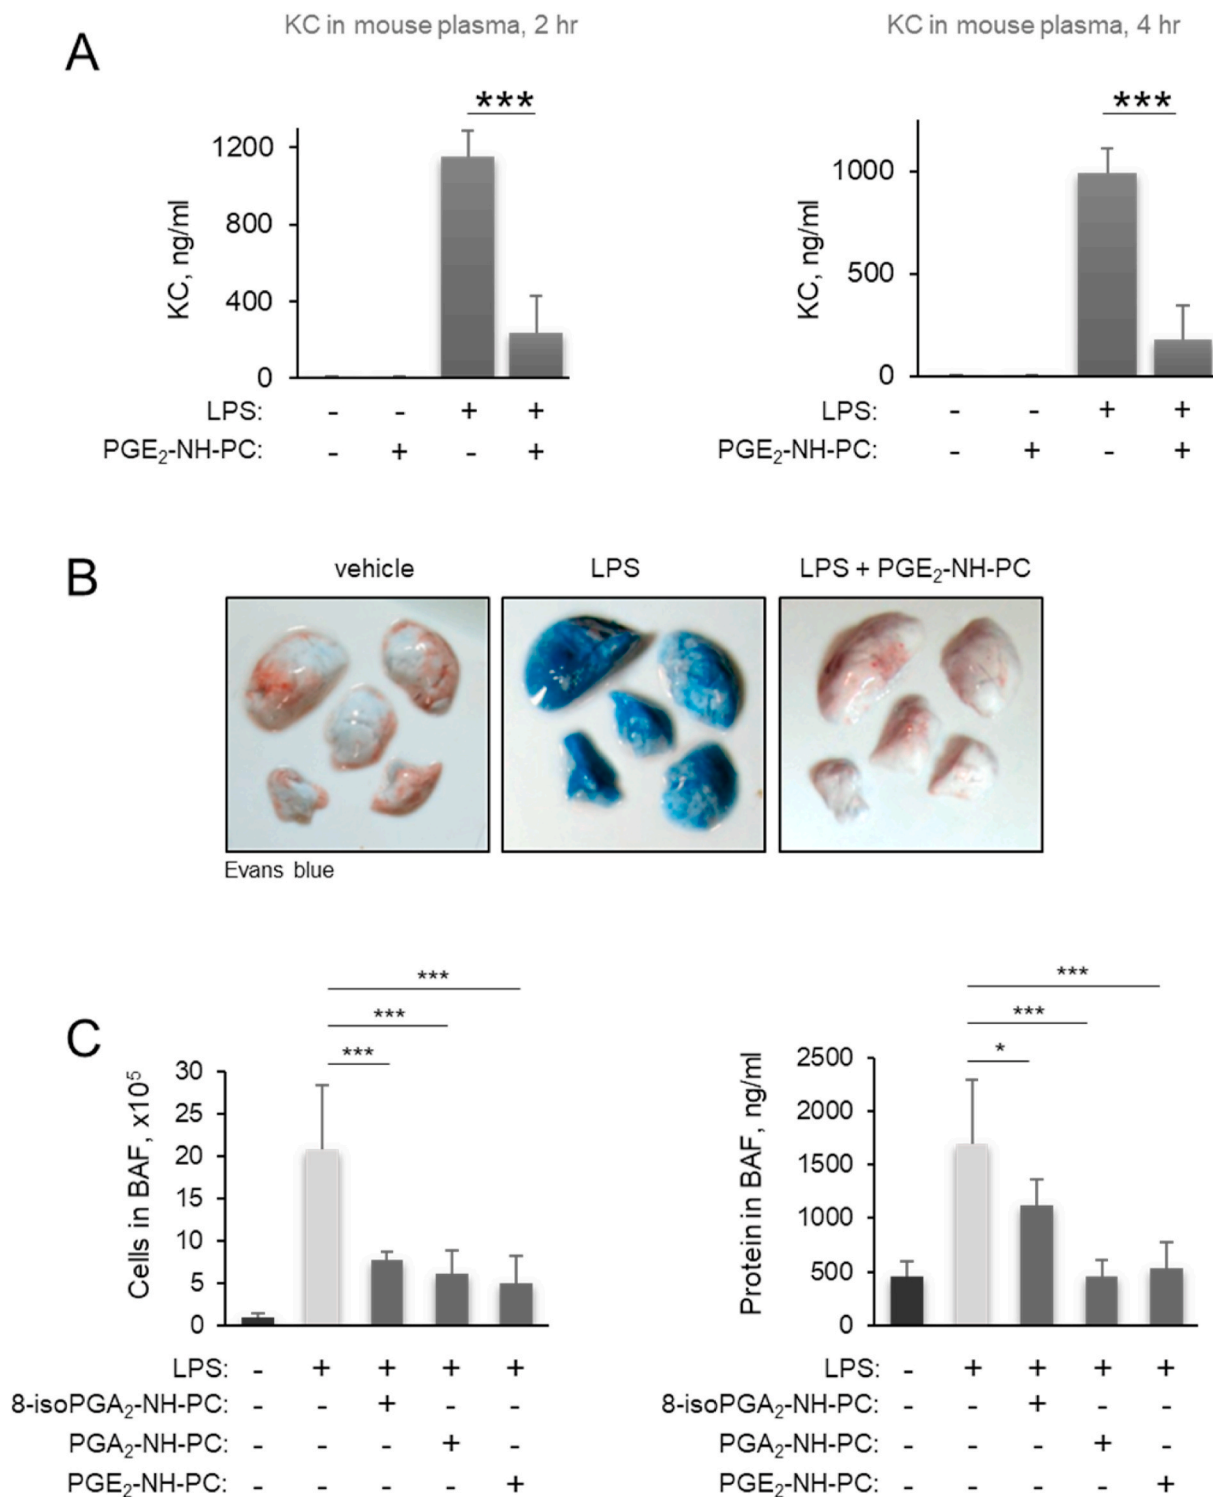 A
KC in mouse plasma, 2 hr
***
KC, ng/ml
1200
800
400
0
LPS: - - + +
PGE₂-NH-PC: - + - +
KC in mouse plasma, 4 hr
***
KC, ng/ml
1000
500
0
LPS: - - + +
PGE₂-NH-PC: - + - +
B
vehicle
LPS
LPS + PGE₂-NH-PC
Evans blue
C
***
***
***
Cells in BAF, x10⁵
30
25
20
15
10
5
0
LPS: - + + + +
8-isoPGA₂-NH-PC: - - + - -
PGA₂-NH-PC: - - - + -
PGE₂-NH-PC: - - - - +
***
***
*
Protein in BAF, ng/ml
2500
2000
1500
1000
500
0
LPS: - + + + +
8-isoPGA₂-NH-PC: - - + - -
PGA₂-NH-PC: - - - + -
PGE₂-NH-PC: - - - - +